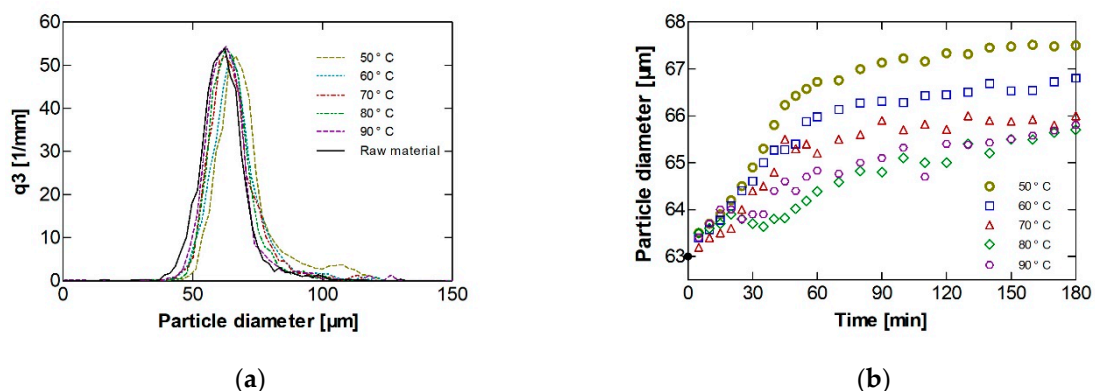 60
50
40
30
20
10
0
q3 [1/mm]
50° C
60° C
70° C
80° C
90° C
Raw material
0
50
100
150
Particle diameter [µm]
(a)
68
67
66
65
64
63
62
Particle diameter [µm]
50° C
60° C
70° C
80° C
90° C
0
30
60
90
120
150
180
Time [min]
(b)